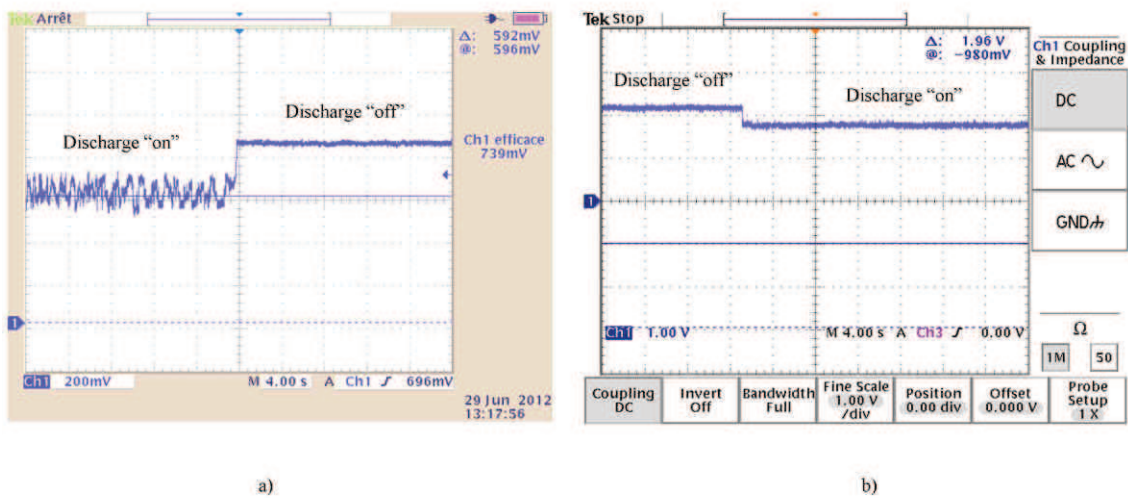 Tek Arrêt
Δ: 592mV
@: 596mV
Discharge “off”
Discharge “on”
Ch1 efficace
739mV
1
Ch1 200mV M 4.00 s A Ch1 ʃ 696mV
29 Jun 2012
13:17:56
a)
Tek Stop
Δ: 1.96 V
@: -980mV
Ch1 Coupling
& Impedance
Discharge “off”
Discharge “on”
DC
AC
GND
1
Ch1 1.00 V M 4.00 s A Ch3 ʃ 0.00 V
Ω
1M 50
Coupling
DC
Invert
Off
Bandwidth
Full
Fine Scale
1.00 V
/div
Position
0.00 div
Offset
0.000 V
Probe
Setup
1 X
b)